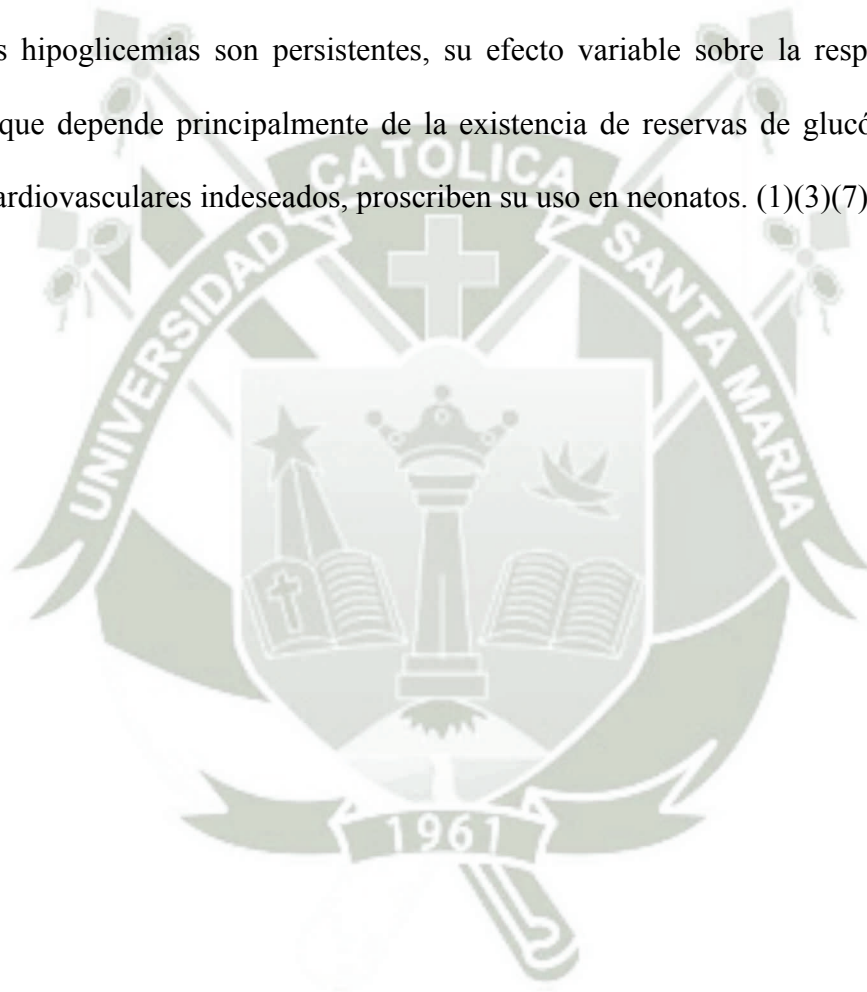 s hipoglicemias son persistentes, su efecto variable sobre la resp
que depende principalmente de la existencia de reservas de glucó
ardiovasculares indeseados, proscriben su uso en neonatos. (1)(3)(7)
UNIVERSIDAD CATOLICA SANTA MARIA
1961